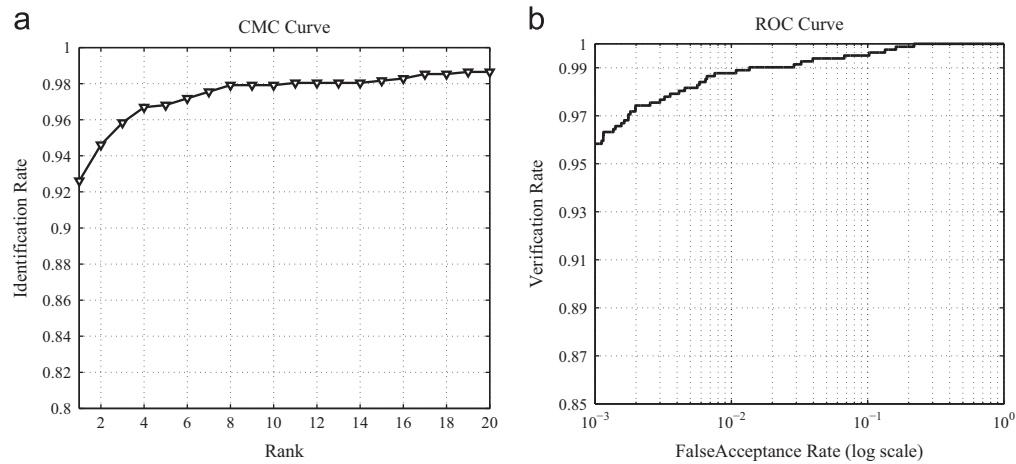 a
CMC Curve
1
0.98
0.96
0.94
0.92
0.9
0.88
0.86
0.84
0.82
0.8
2 4 6 8 10 12 14 16 18 20
Identification Rate
Rank
b
ROC Curve
1
0.99
0.97
0.95
0.93
0.91
0.89
0.87
0.85
10⁻³ 10⁻² 10⁻¹ 10⁰
Verification Rate
FalseAcceptance Rate (log scale)